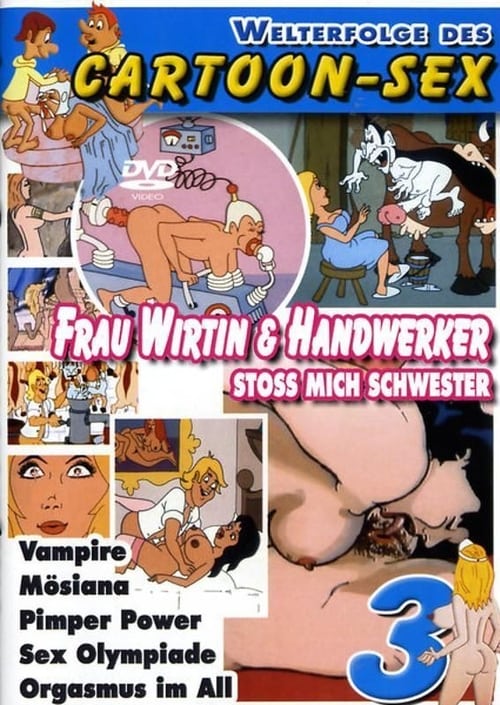 WELTERFOLGE DES
CARTOON-SEX
DVD
VIDEO
FRAU WIRTIN & HANDWERKER
STOSS MICH SCHWESTER
Vampire
Mösiana
Pimper Power
Sex Olympiade
Orgasmus im All
3